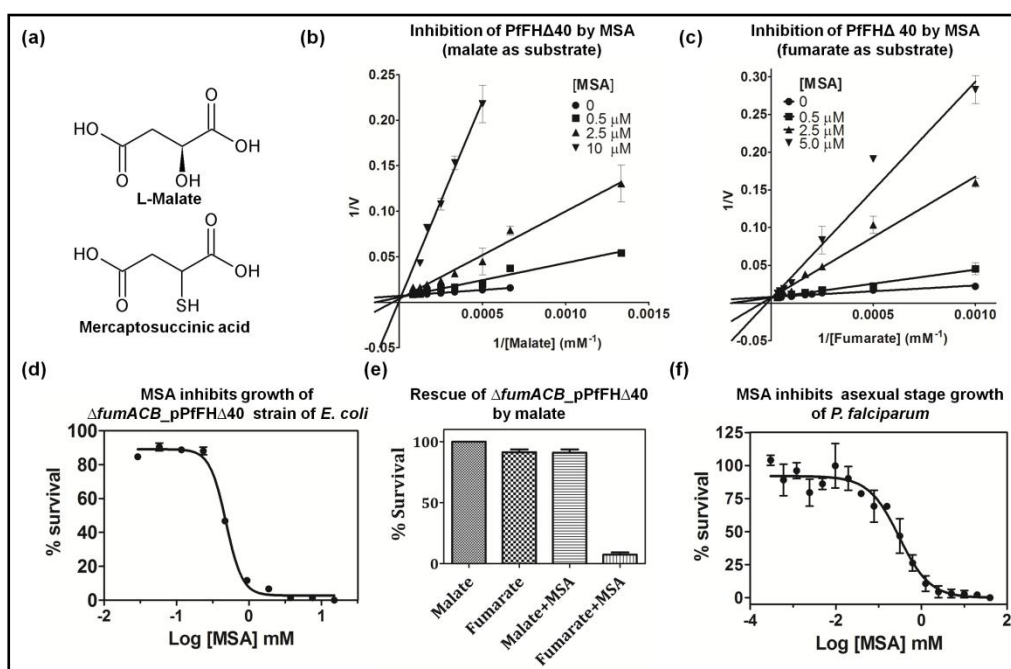 (a)
HO
O
O
OH
OH
L-Malate
HO
O
O
OH
SH
Mercaptosuccinic acid
(b)
Inhibition of PfFHΔ40 by MSA
(malate as substrate)
0.25
0.20
0.15
0.10
0.05
-0.05
1/V
[MSA]
0
0.5 μM
2.5 μM
10 μM
0.0005
0.0010
0.0015
1/[Malate] (mM⁻¹)
(c)
Inhibition of PfFHΔ 40 by MSA
(fumarate as substrate)
0.30
0.25
0.20
0.15
0.10
0.05
-0.05
1/V
[MSA]
0
0.5 μM
2.5 μM
5.0 μM
0.0005
0.0010
1/[Fumarate] (mM⁻¹)
(d)
MSA inhibits growth of
ΔfumACB_pPfFHΔ40 strain of E. coli
100
80
60
40
20
0
% survival
-2
-1
0
1
2
Log [MSA] mM
(e)
Rescue of ΔfumACB_pPfFHΔ40
by malate
100
50
0
% Survival
Malate
Fumarate
Malate+MSA
Fumarate+MSA
(f)
MSA inhibits asexual stage growth
of P. falciparum
125
100
75
50
25
0
% survival
-4
-2
0
2
Log [MSA] mM